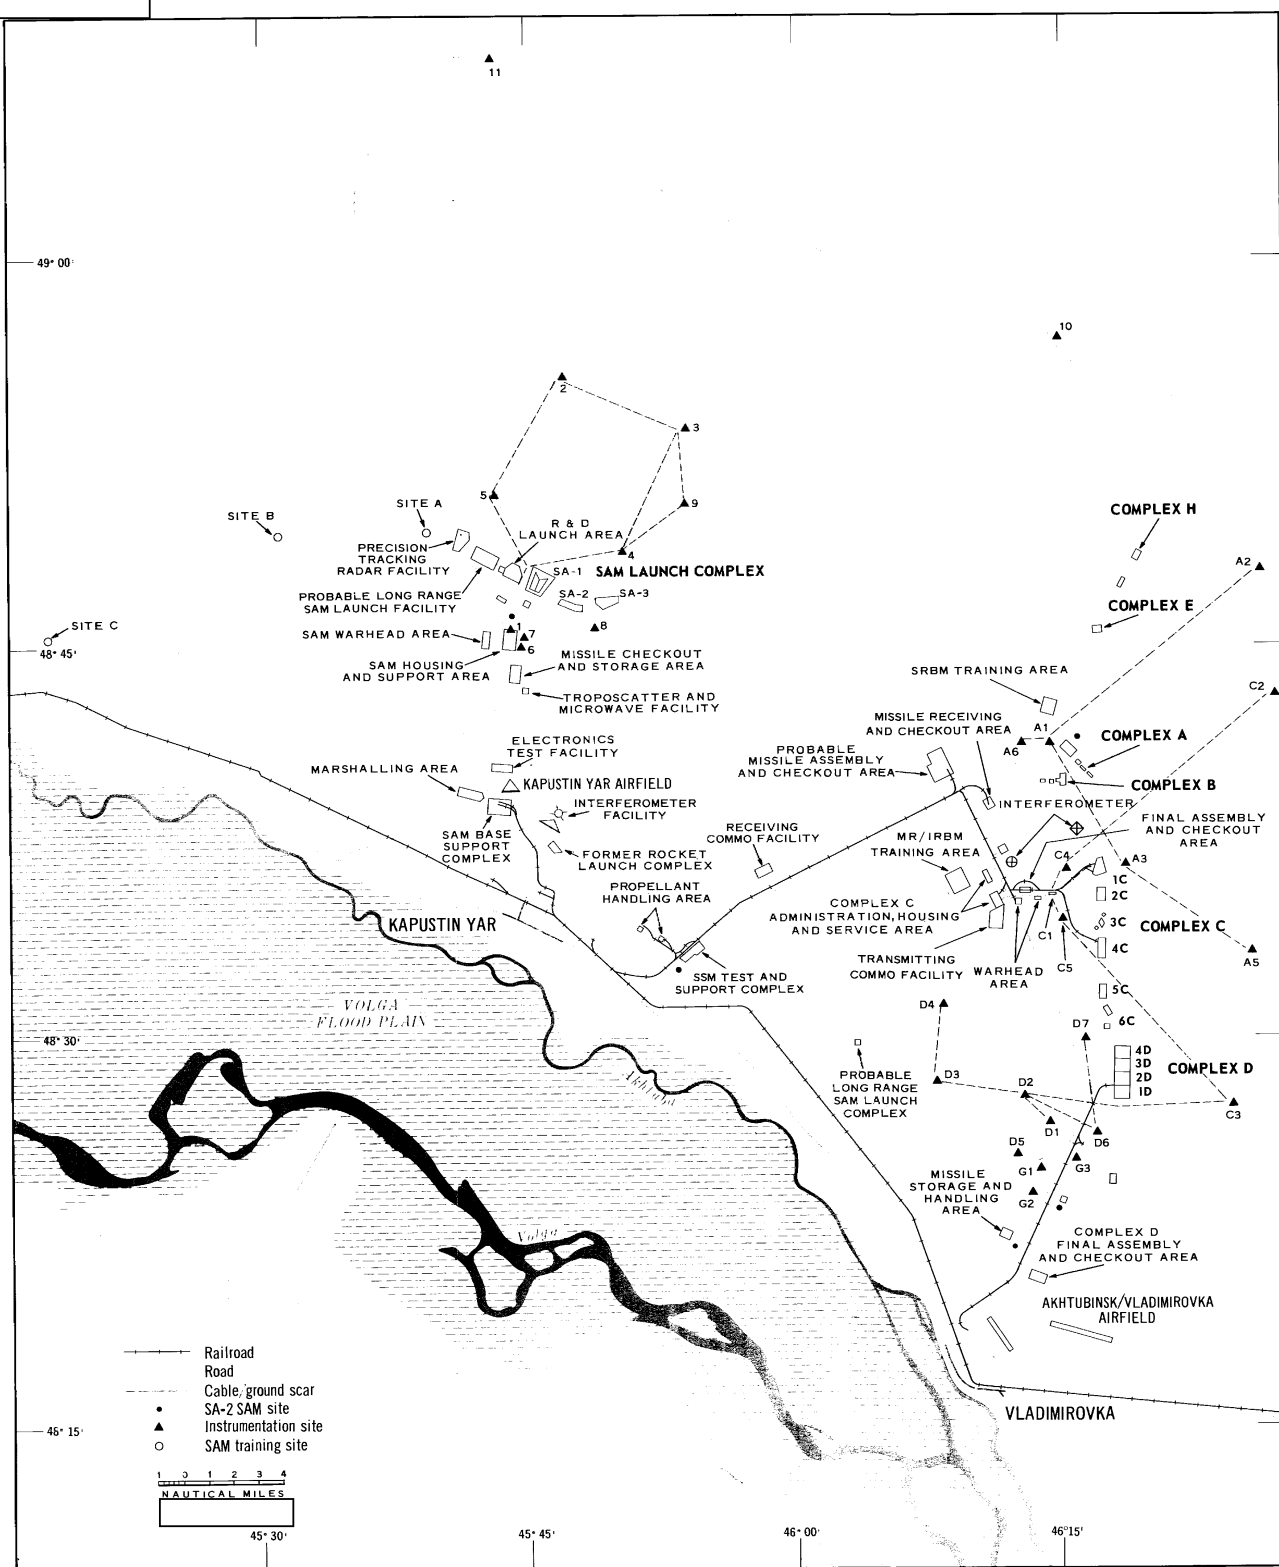 11
49° 00'
10
2
3
5
9
SITE A
SITE B
R & D
LAUNCH AREA
COMPLEX H
PRECISION
TRACKING
RADAR FACILITY
4
SA-1
SAM LAUNCH COMPLEX
A2
PROBABLE LONG RANGE
SAM LAUNCH FACILITY
SA-2
SA-3
COMPLEX E
SITE C
SAM WARHEAD AREA
1
7
6
8
48° 45'
SAM HOUSING
AND SUPPORT AREA
MISSILE CHECKOUT
AND STORAGE AREA
SRBM TRAINING AREA
C2
TROPOSCATTER AND
MICROWAVE FACILITY
MISSILE RECEIVING
AND CHECKOUT AREA
A1
A6
COMPLEX A
ELECTRONICS
TEST FACILITY
PROBABLE
MISSILE ASSEMBLY
AND CHECKOUT AREA
MARSHALLING AREA
KAPUSTIN YAR AIRFIELD
COMPLEX B
INTERFEROMETER
FACILITY
INTERFEROMETER
SAM BASE
SUPPORT
COMPLEX
RECEIVING
COMMO FACILITY
FINAL ASSEMBLY
AND CHECKOUT
AREA
FORMER ROCKET
LAUNCH COMPLEX
MR/IRBM
TRAINING AREA
C4
A3
1C
PROPELLANT
HANDLING AREA
COMPLEX C
ADMINISTRATION, HOUSING
AND SERVICE AREA
2C
KAPUSTIN YAR
3C
COMPLEX C
C1
4C
A5
TRANSMITTING
COMMO FACILITY
WARHEAD
AREA
C5
SSM TEST AND
SUPPORT COMPLEX
5C
VOLGA
FLOOD PLAIN
D4
6C
D7
48° 30'
4D
3D
2D
1D
COMPLEX D
PROBABLE
LONG RANGE
SAM LAUNCH
COMPLEX
D3
D2
Akhtuba
C3
D1
D6
D5
G1
G3
G2
MISSILE
STORAGE AND
HANDLING
AREA
Volga
COMPLEX D
FINAL ASSEMBLY
AND CHECKOUT AREA
AKHTUBINSK/VLADIMIROVKA
AIRFIELD
Railroad
Road
Cable/ground scar
SA-2 SAM site
Instrumentation site
SAM training site
VLADIMIROVKA
48° 15'
1 0 1 2 3 4
NAUTICAL MILES
45° 30'
45° 45'
46° 00'
46° 15'